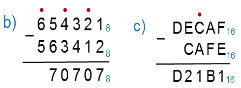 b) 654321₈
− 563412₈
70707₈
c) DECAF₁₆
− CAFE₁₆
D21B1₁₆